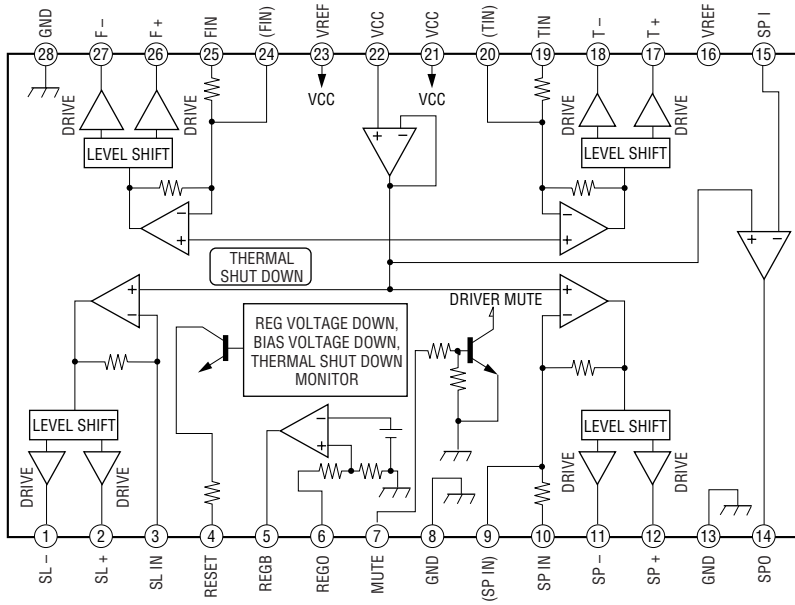 GND
F −
F +
FIN
(FIN)
VREF
VCC
VCC
(TIN)
TIN
T −
T +
VREF
SP I
28
27
26
25
24
23
22
21
20
19
18
17
16
15
VCC
VCC
DRIVE
DRIVE
DRIVE
DRIVE
LEVEL SHIFT
LEVEL SHIFT
+
−
−
+
−
+
+
−
THERMAL
SHUT DOWN
+
−
+
−
DRIVER MUTE
REG VOLTAGE DOWN,
BIAS VOLTAGE DOWN,
THERMAL SHUT DOWN
MONITOR
−
+
LEVEL SHIFT
LEVEL SHIFT
DRIVE
DRIVE
DRIVE
DRIVE
1
2
3
4
5
6
7
8
9
10
11
12
13
14
SL −
SL +
SL IN
RESET
REGB
REGO
MUTE
GND
(SP IN)
SP IN
SP −
SP +
GND
SPO